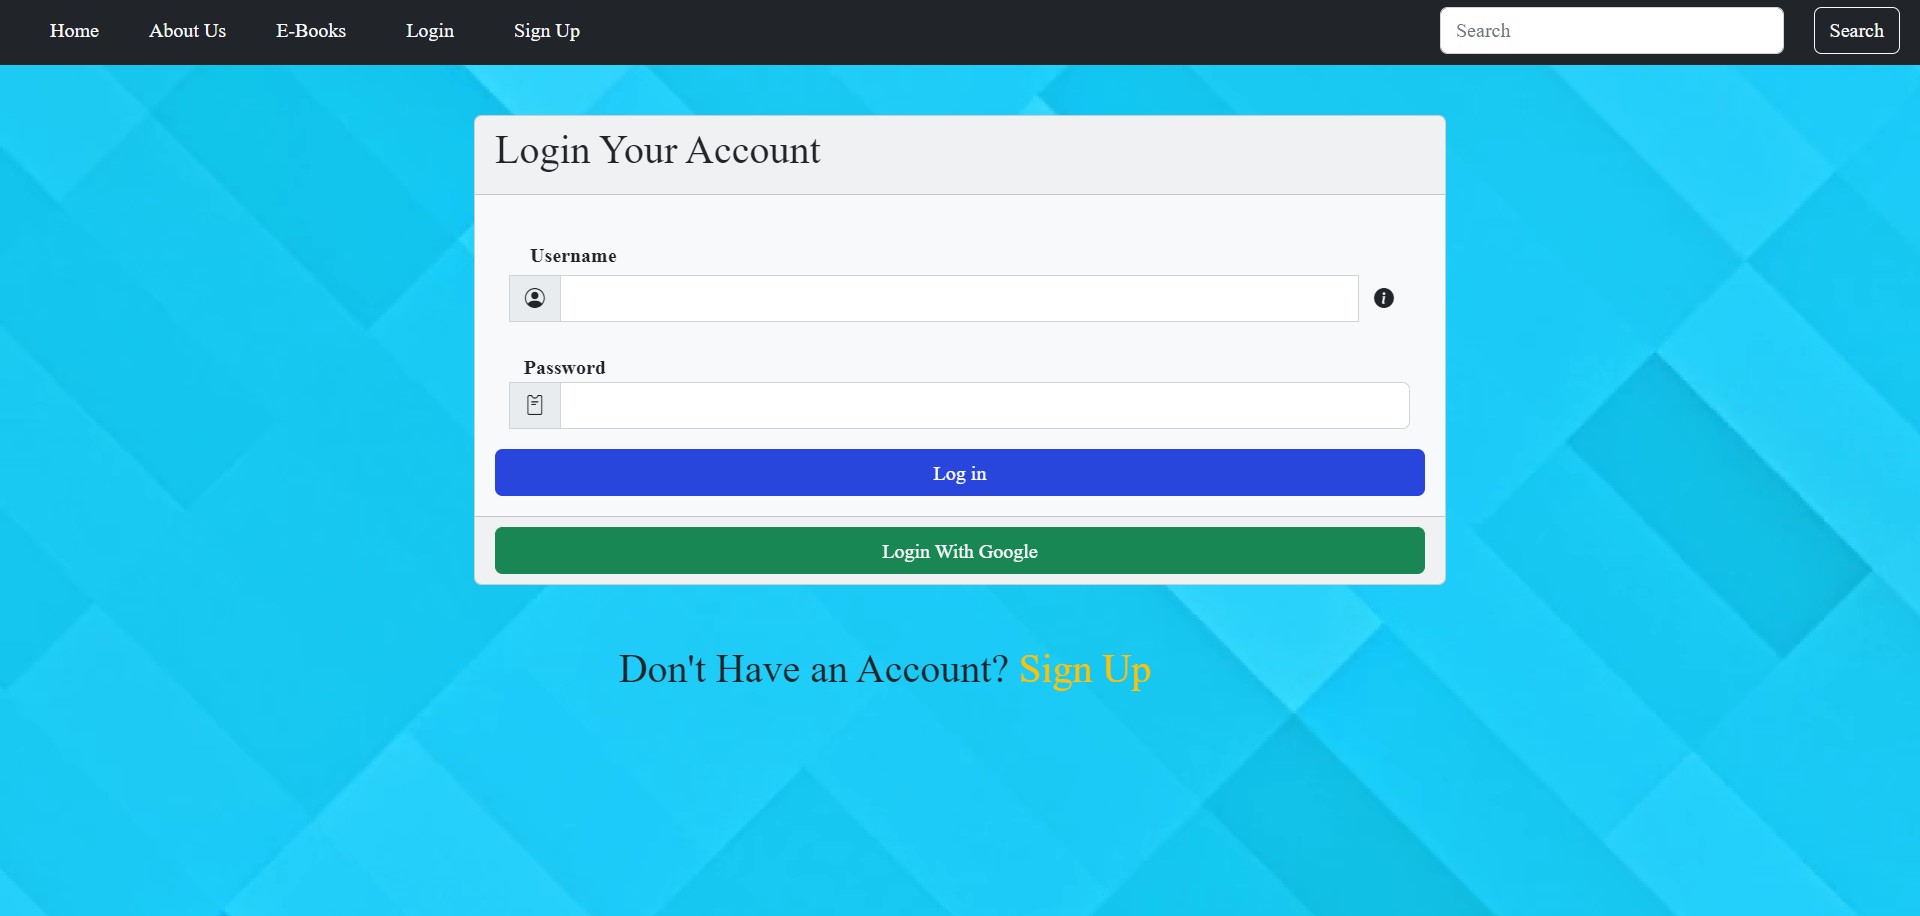 Home About Us E-Books Login Sign Up Search Search
Login Your Account
Username
Password
Log in
Login With Google
Don't Have an Account? Sign Up